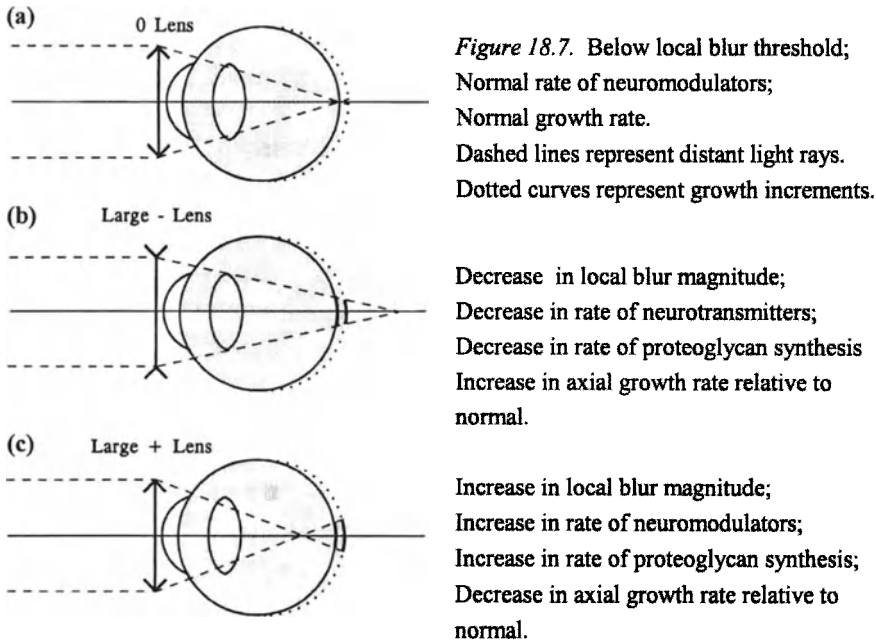 (a)
0 Lens
Figure 18.7. Below local blur threshold;
Normal rate of neuromodulators;
Normal growth rate.
Dashed lines represent distant light rays.
Dotted curves represent growth increments.
(b)
Large - Lens
Decrease in local blur magnitude;
Decrease in rate of neurotransmitters;
Decrease in rate of proteoglycan synthesis
Increase in axial growth rate relative to
normal.
(c)
Large + Lens
Increase in local blur magnitude;
Increase in rate of neuromodulators;
Increase in rate of proteoglycan synthesis;
Decrease in axial growth rate relative to
normal.